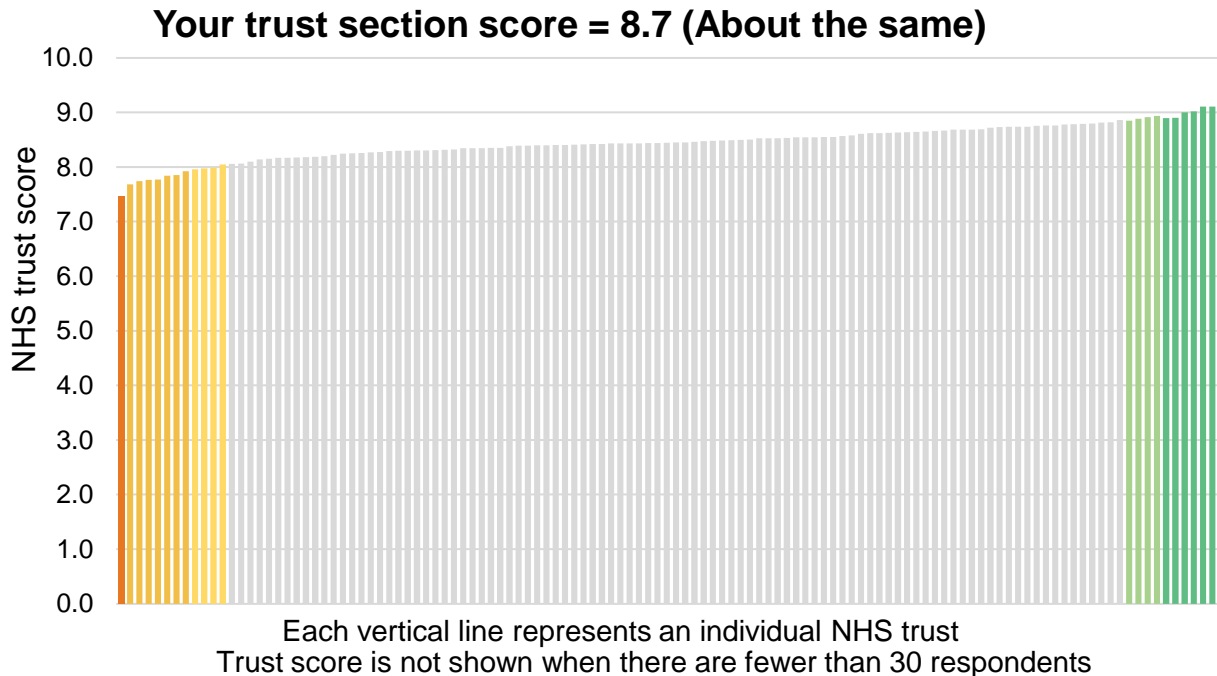 Your trust section score = 8.7 (About the same)
10.0
9.0
8.0
7.0
6.0
5.0
4.0
3.0
2.0
1.0
0.0
NHS trust score
Each vertical line represents an individual NHS trust
Trust score is not shown when there are fewer than 30 respondents